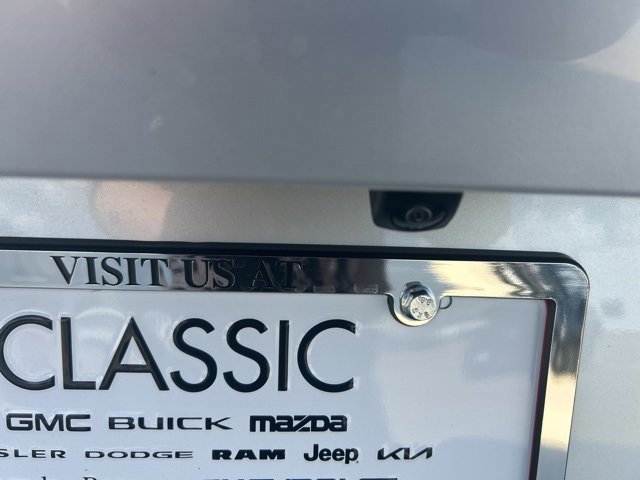 VISIT US AT
CLASSIC
GMC BUICK mazda
SLER DODGE RAM Jeep KIA